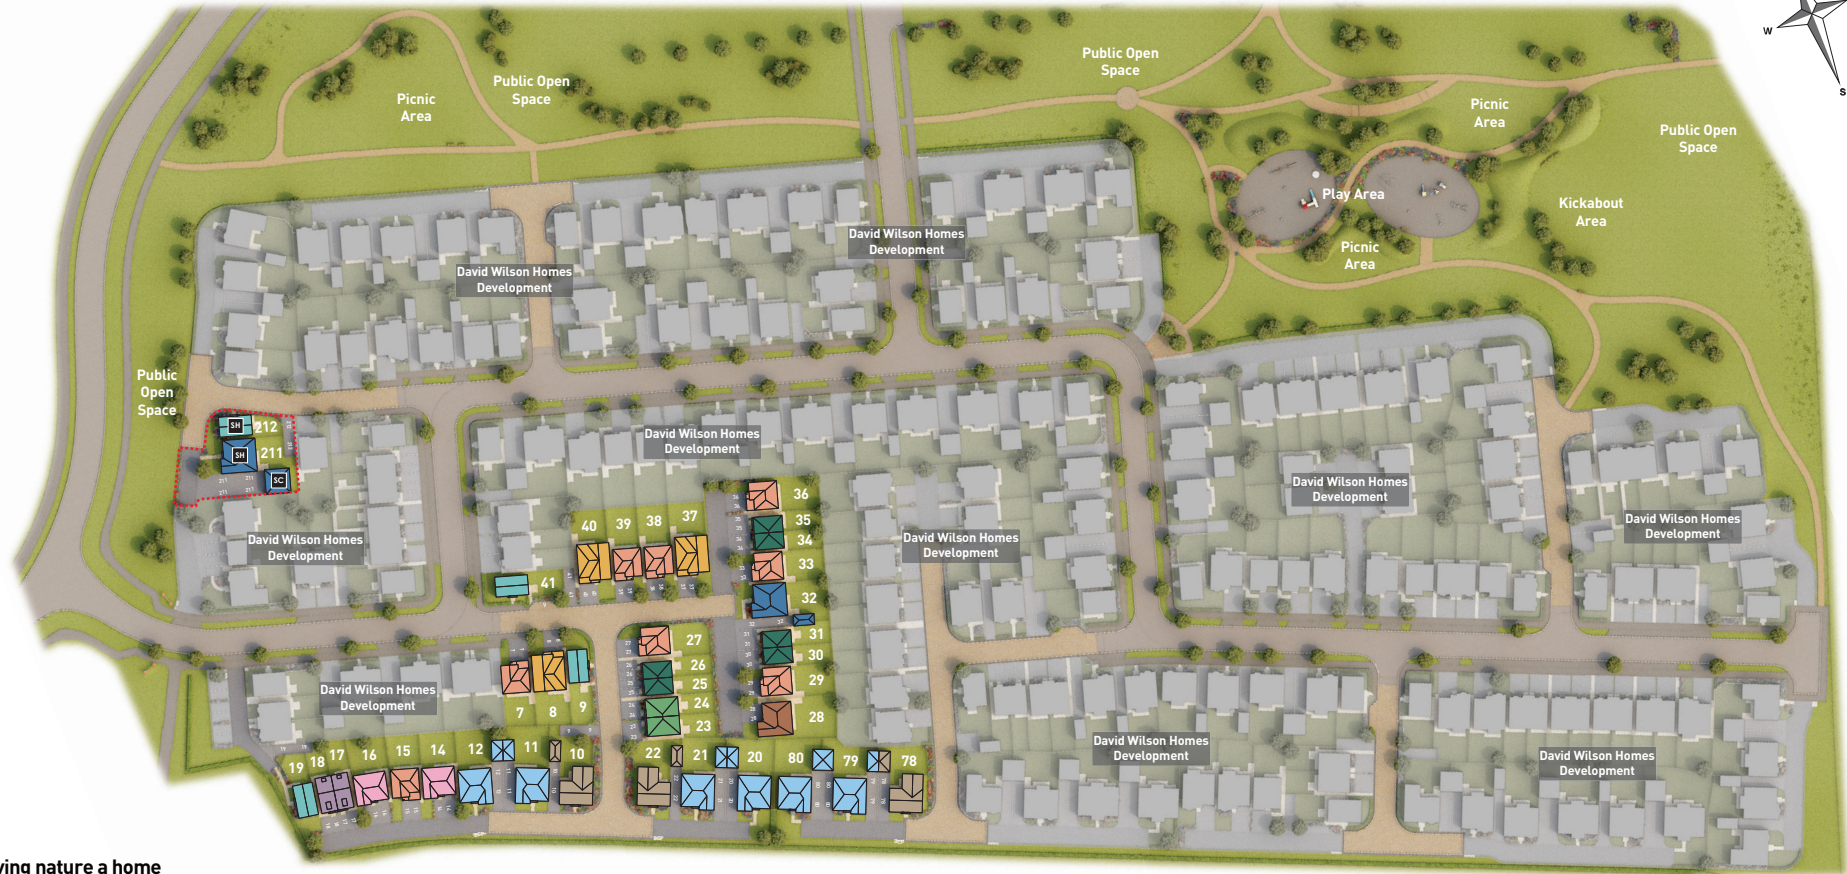 W
S
Public Open
Space
Picnic
Area
Public Open
Space
Picnic
Area
Public Open
Space
Play Area
Kickabout
Area
Picnic
Area
David Wilson Homes
Development
David Wilson Homes
Development
Public
Open
Space
SH
212
SH
211
SC
David Wilson Homes
Development
David Wilson Homes
Development
David Wilson Homes
Development
David Wilson Homes
Development
David Wilson Homes
Development
36
35
34
33
32
31
30
29
28
40
39
38
37
41
27
26
25
24
23
David Wilson Homes
Development
7
8
9
19
18
17
16
15
14
12
11
10
22
21
20
80
79
78
David Wilson Homes
Development
David Wilson Homes
Development
ving nature a home